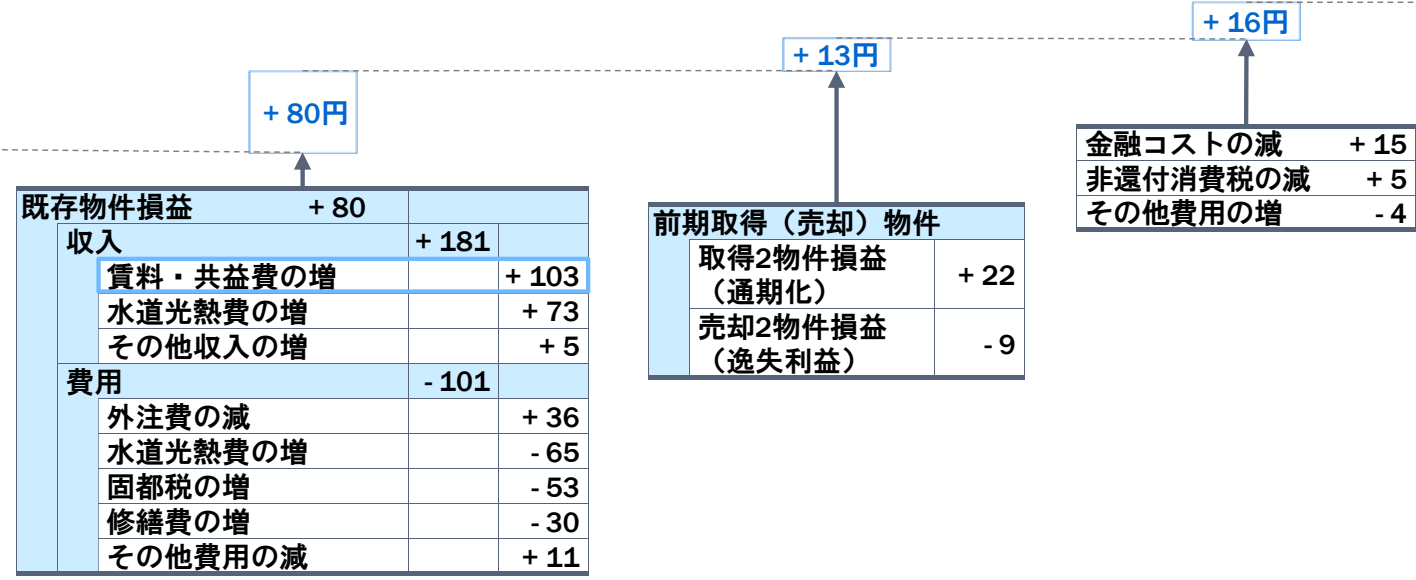 + 16円
+ 13円
+ 80円
既存物件損益 + 80
収入 + 181
賃料・共益費の増 + 103
水道光熱費の増 + 73
その他収入の増 + 5
費用 - 101
外注費の減 + 36
水道光熱費の増 - 65
固都税の増 - 53
修繕費の増 - 30
その他費用の減 + 11
前期取得（売却）物件
取得2物件損益
（通期化） + 22
売却2物件損益
（逸失利益） - 9
金融コストの減 + 15
非還付消費税の減 + 5
その他費用の増 - 4